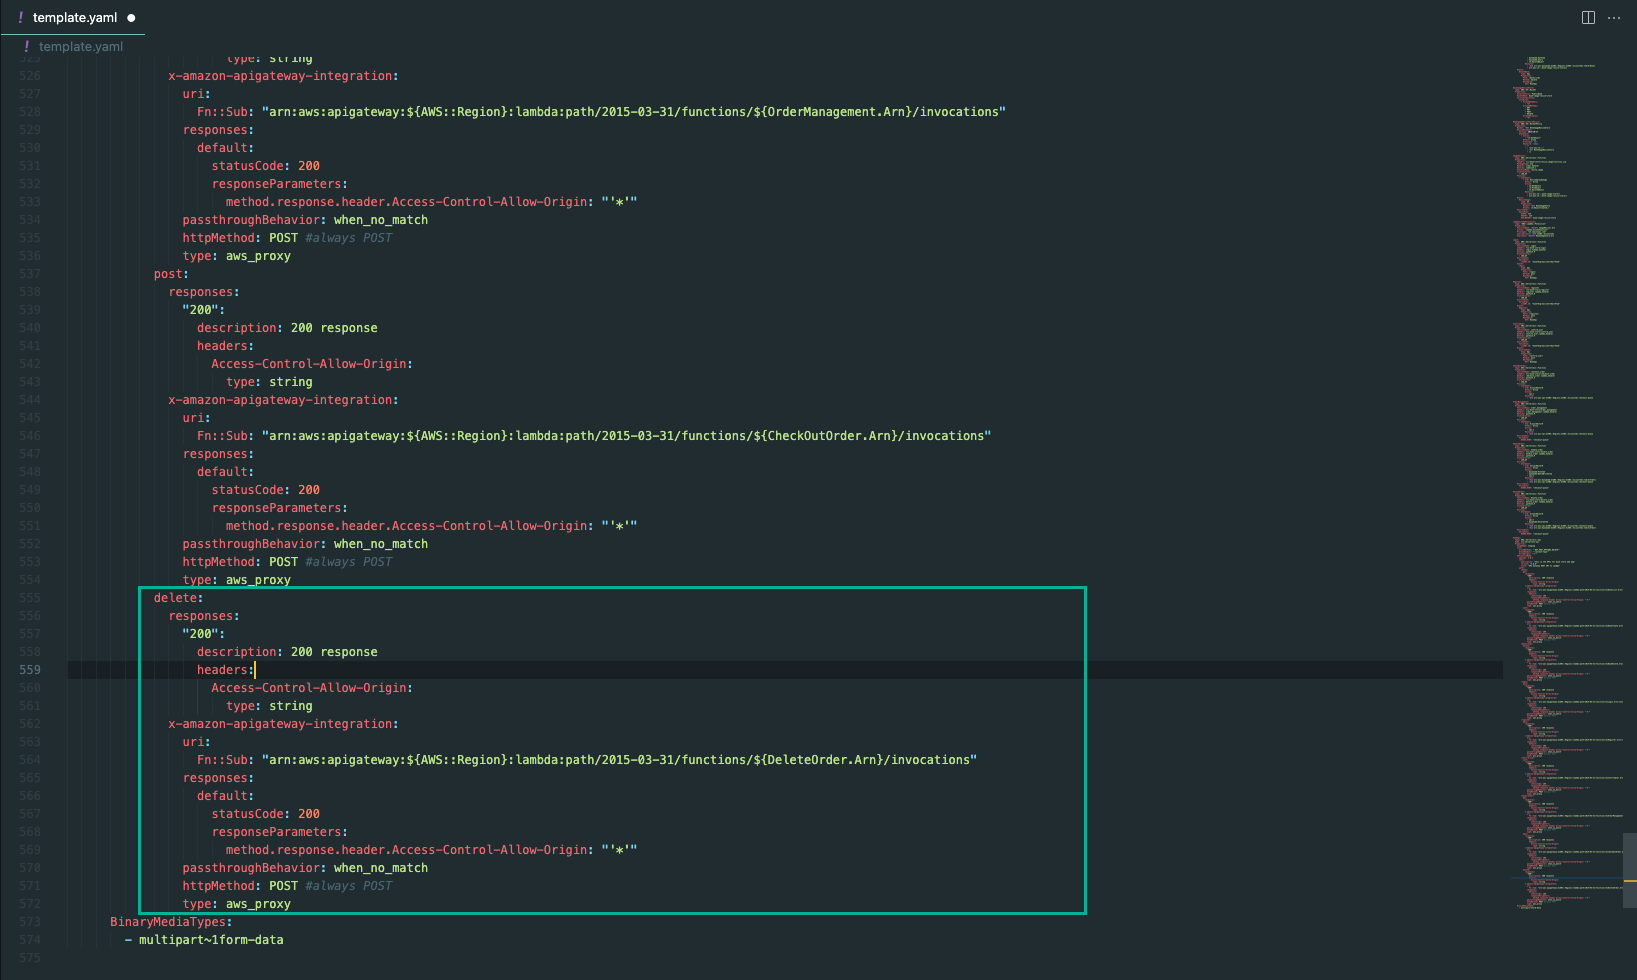 ! template.yaml ●
! template.yaml
525 type: string
526 x-amazon-apigateway-integration:
527 uri:
528 Fn::Sub: "arn:aws:apigateway:${AWS::Region}:lambda:path/2015-03-31/functions/${OrderManagement.Arn}/invocations"
529 responses:
530 default:
531 statusCode: 200
532 responseParameters:
533 method.response.header.Access-Control-Allow-Origin: "'*'"
534 passthroughBehavior: when_no_match
535 httpMethod: POST #always POST
536 type: aws_proxy
537 post:
538 responses:
539 "200":
540 description: 200 response
541 headers:
542 Access-Control-Allow-Origin:
543 type: string
544 x-amazon-apigateway-integration:
545 uri:
546 Fn::Sub: "arn:aws:apigateway:${AWS::Region}:lambda:path/2015-03-31/functions/${CheckOutOrder.Arn}/invocations"
547 responses:
548 default:
549 statusCode: 200
550 responseParameters:
551 method.response.header.Access-Control-Allow-Origin: "'*'"
552 passthroughBehavior: when_no_match
553 httpMethod: POST #always POST
554 type: aws_proxy
555 delete:
556 responses:
557 "200":
558 description: 200 response
559 headers:
560 Access-Control-Allow-Origin:
561 type: string
562 x-amazon-apigateway-integration:
563 uri:
564 Fn::Sub: "arn:aws:apigateway:${AWS::Region}:lambda:path/2015-03-31/functions/${DeleteOrder.Arn}/invocations"
565 responses:
566 default:
567 statusCode: 200
568 responseParameters:
569 method.response.header.Access-Control-Allow-Origin: "'*'"
570 passthroughBehavior: when_no_match
571 httpMethod: POST #always POST
572 type: aws_proxy
573 BinaryMediaTypes:
574 - multipart~1form-data
575